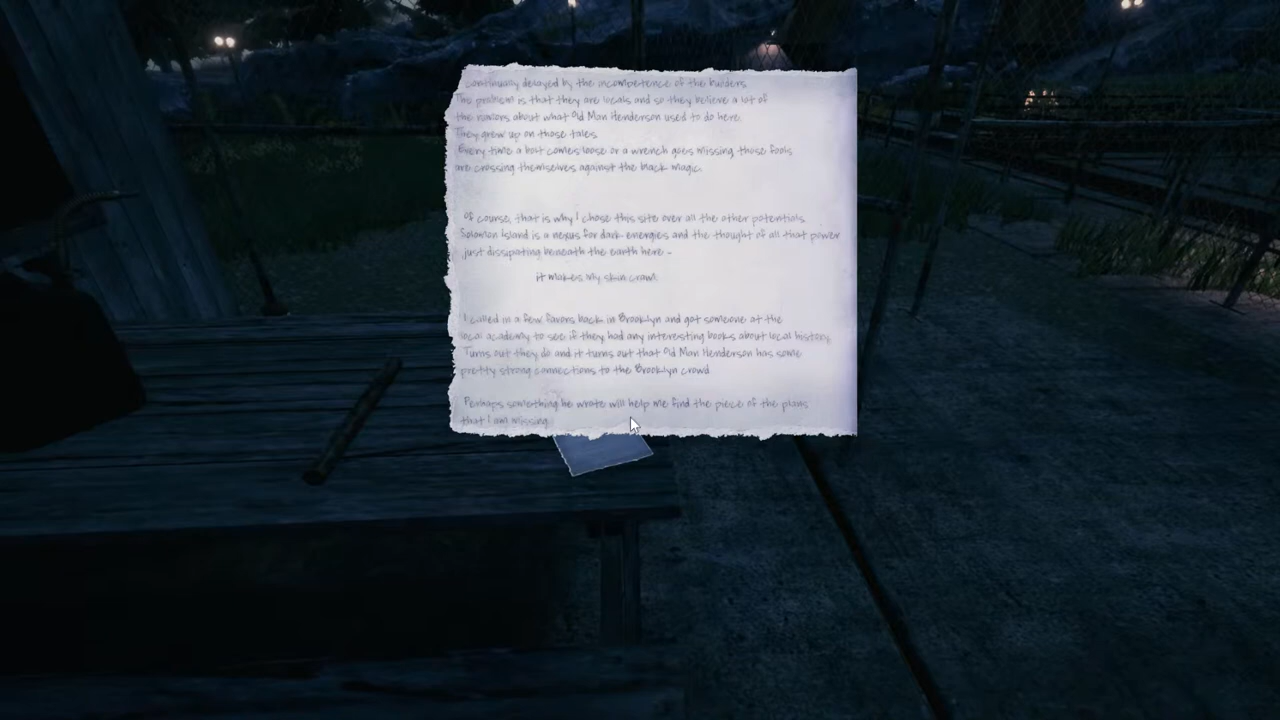 continually delayed by the incompetence of the builders.
The problem is that they are locals and so they believe a lot of
the rumors about what Old Man Henderson used to do here.
They grew up on those tales.
Every time a bolt comes loose or a wrench goes missing, those fools
are crossing themselves against the black magic.
Of course, that is why I chose this site over all the other potentials.
Solomon Island is a nexus for dark energies and the thought of all that power
just dissipating beneath the earth here -
it makes my skin crawl.
I called in a few favors back in Brooklyn and got someone at the
local academy to see if they had any interesting books about local history.
Turns out they do and it turns out that Old Man Henderson has some
pretty strong connections to the Brooklyn crowd.
Perhaps something he wrote will help me find the piece of the plans
that I am missing.